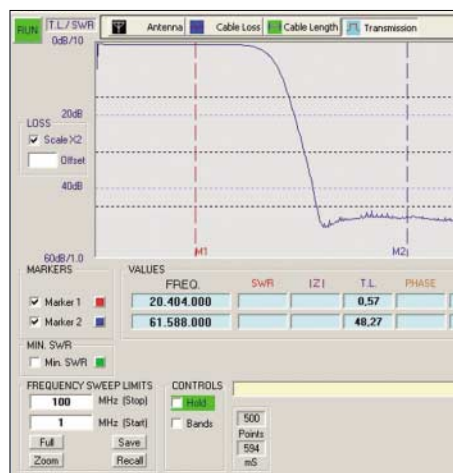 RUN
T.L./ SWR
Antenna
Cable Loss
Cable Length
Transmission
0dB/10
20dB
LOSS
Scale X2
Offset
40dB
60dB/1.0
M1
M2
MARKERS
VALUES
FREQ.
SWR
|Z|
T.L.
PHASE
Marker 1
20.404.000
0,57
Marker 2
61.588.000
48,27
MIN. SWR
Min. SWR
FREQUENCY SWEEP LIMITS
CONTROLS
100
MHz (Stop)
Hold
1
MHz (Start)
Bands
500
Points
Full
Save
594
Zoom
Recall
mS